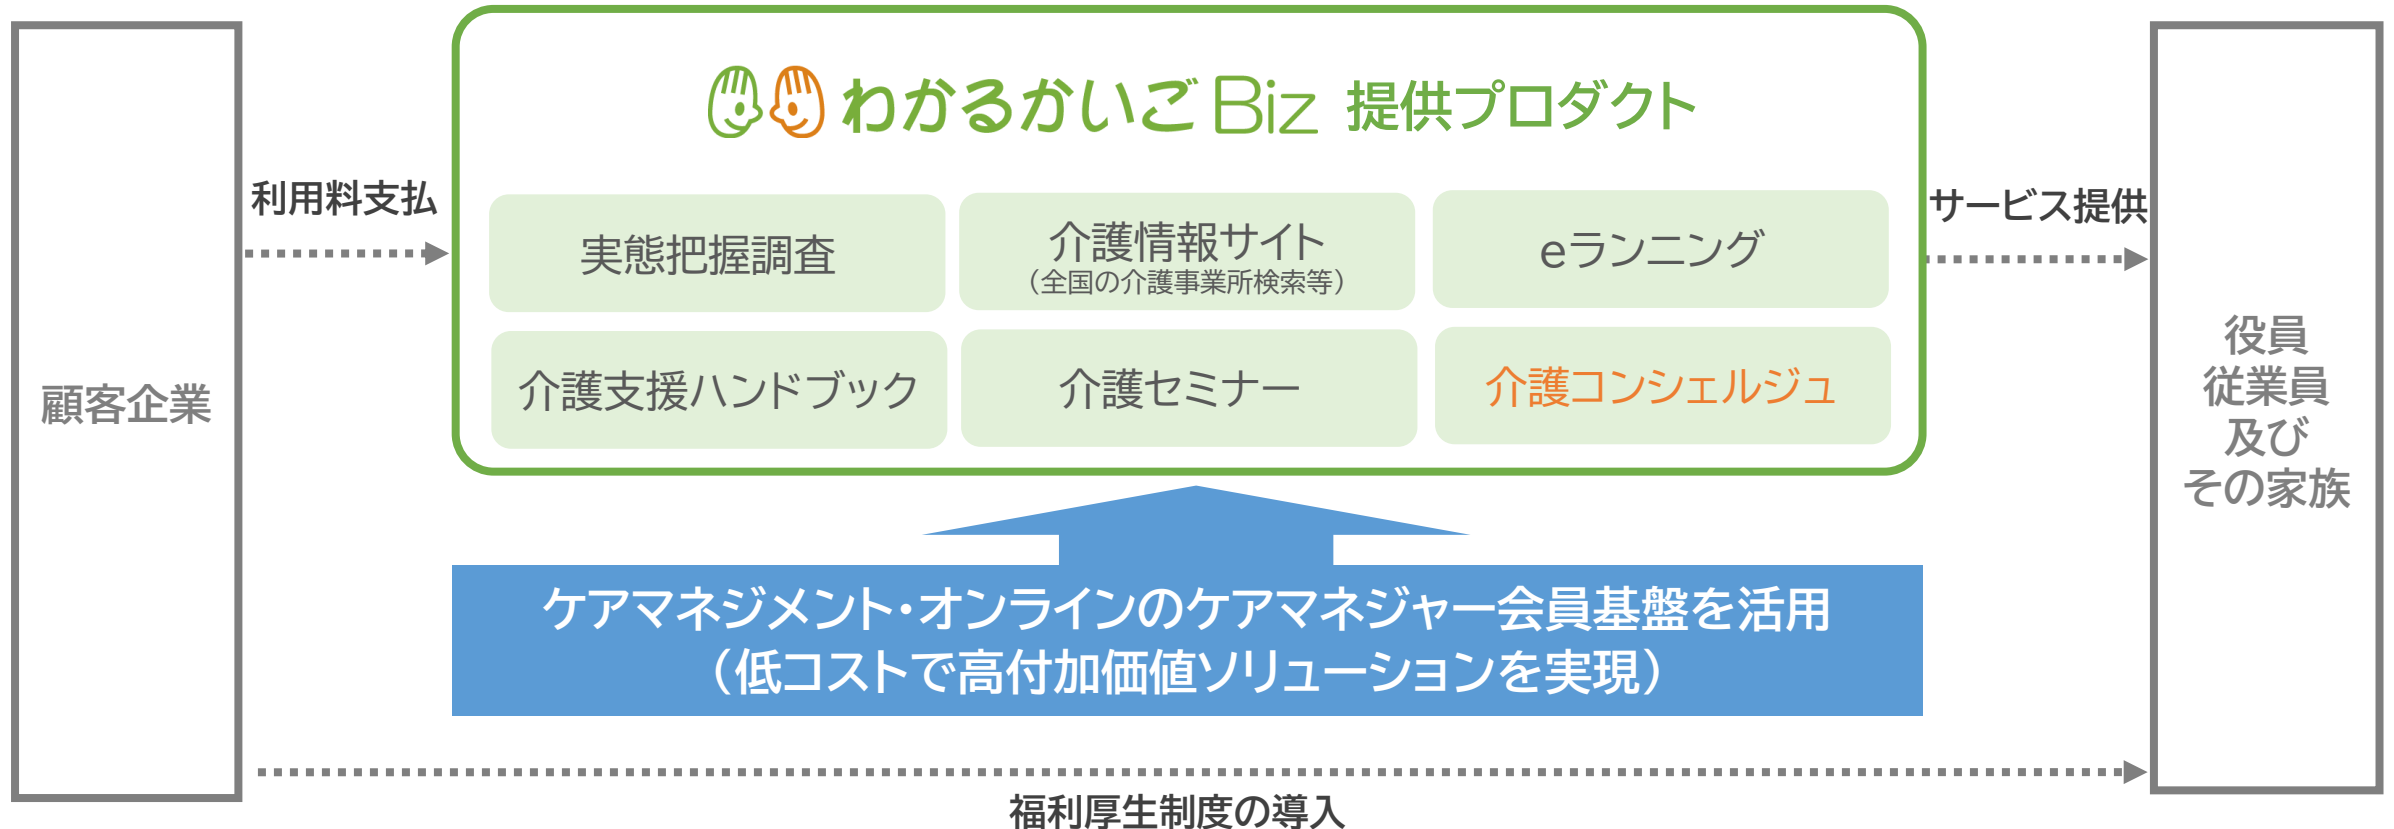 わかるかいごBiz 提供プロダクト
利用料支払
サービス提供
実態把握調査
介護情報サイト
（全国の介護事業所検索等）
eランニング
介護支援ハンドブック
介護セミナー
介護コンシェルジュ
顧客企業
役員
従業員
及び
その家族
ケアマネジメント・オンラインのケアマネジャー会員基盤を活用
（低コストで高付加価値ソリューションを実現）
福利厚生制度の導入